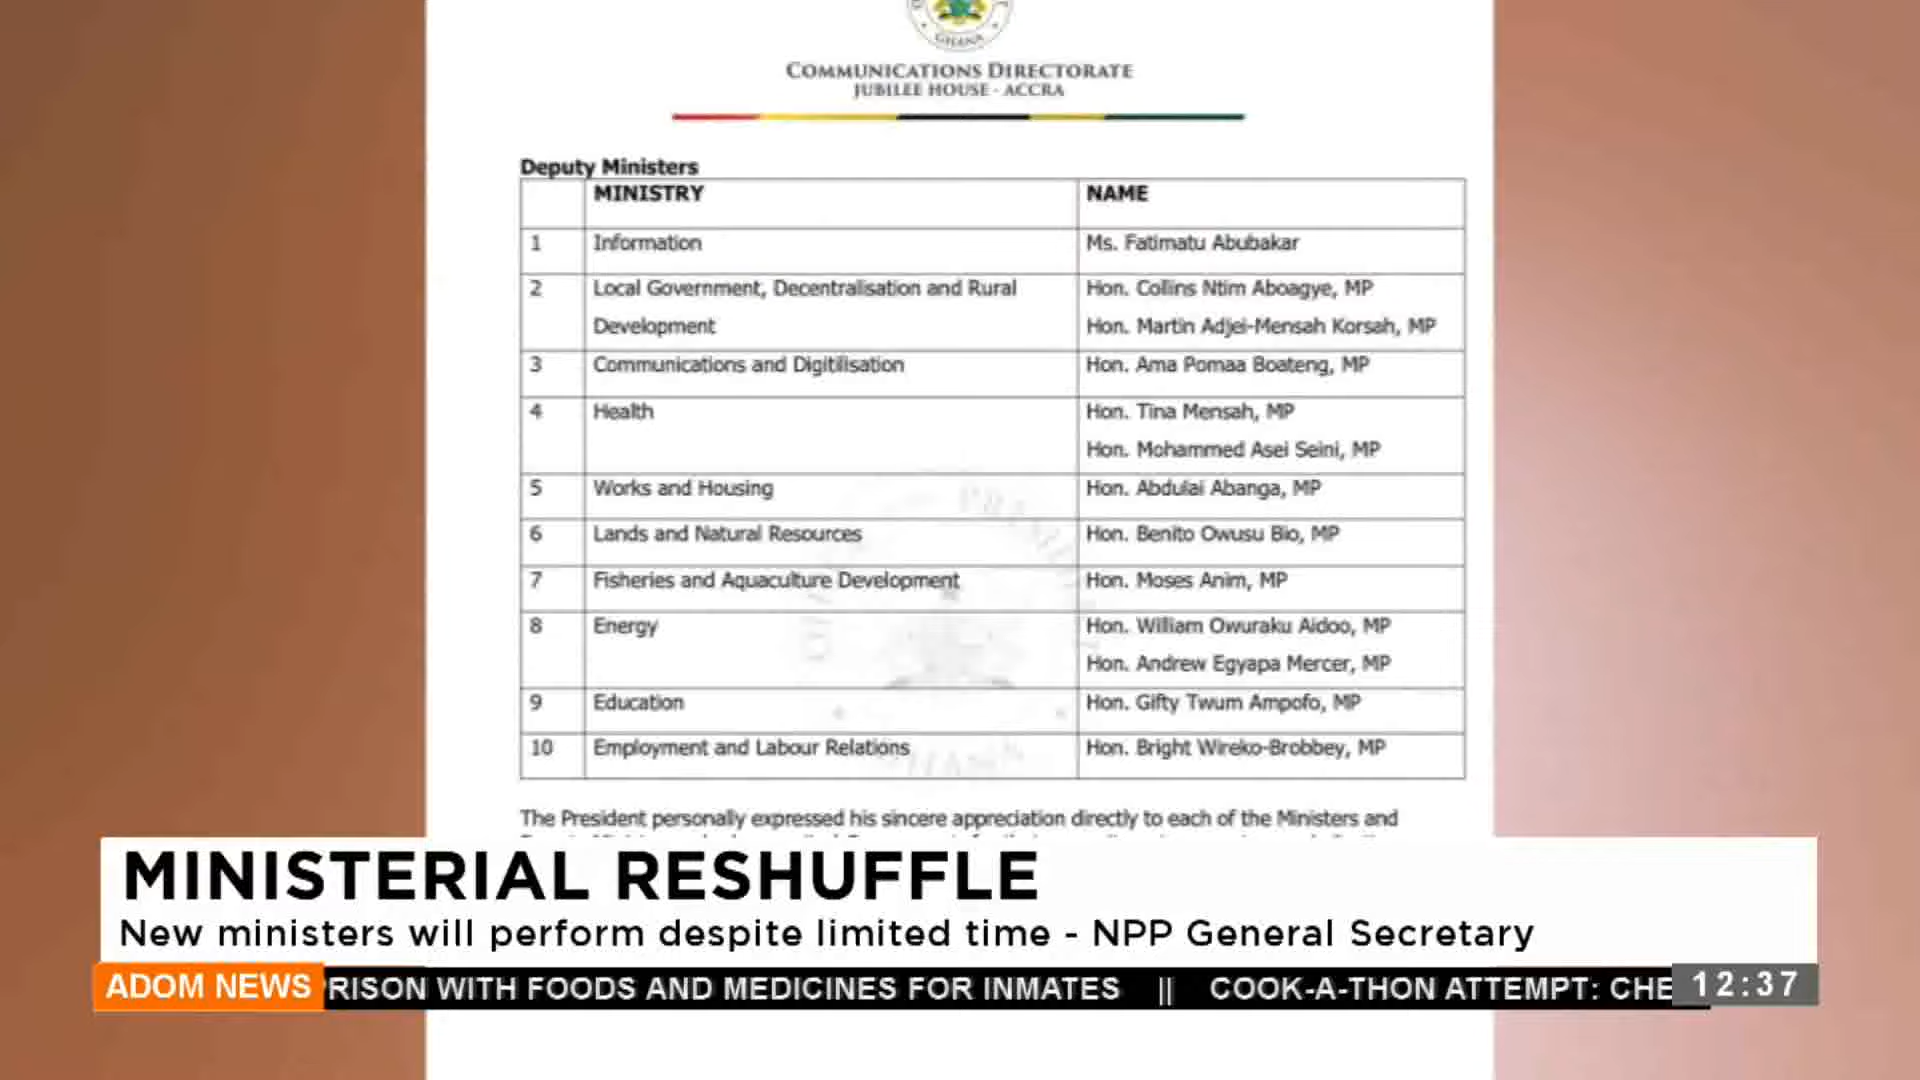 GHANA
COMMUNICATIONS DIRECTORATE
JUBILEE HOUSE - ACCRA
Deputy Ministers
MINISTRY NAME
1 Information Ms. Fatimatu Abubakar
2 Local Government, Decentralisation and Rural Hon. Collins Ntim Aboagye, MP
Development Hon. Martin Adjei-Mensah Korsah, MP
3 Communications and Digitilisation Hon. Ama Pomaa Boateng, MP
4 Health Hon. Tina Mensah, MP
Hon. Mohammed Asei Seini, MP
5 Works and Housing Hon. Abdulai Abanga, MP
6 Lands and Natural Resources Hon. Benito Owusu Bio, MP
7 Fisheries and Aquaculture Development Hon. Moses Anim, MP
8 Energy Hon. William Owuraku Aidoo, MP
Hon. Andrew Egyapa Mercer, MP
9 Education Hon. Gifty Twum Ampofo, MP
10 Employment and Labour Relations Hon. Bright Wireko-Brobbey, MP
The President personally expressed his sincere appreciation directly to each of the Ministers and
MINISTERIAL RESHUFFLE
New ministers will perform despite limited time - NPP General Secretary
ADOM NEWS RISON WITH FOODS AND MEDICINES FOR INMATES || COOK-A-THON ATTEMPT: CHE 12:37